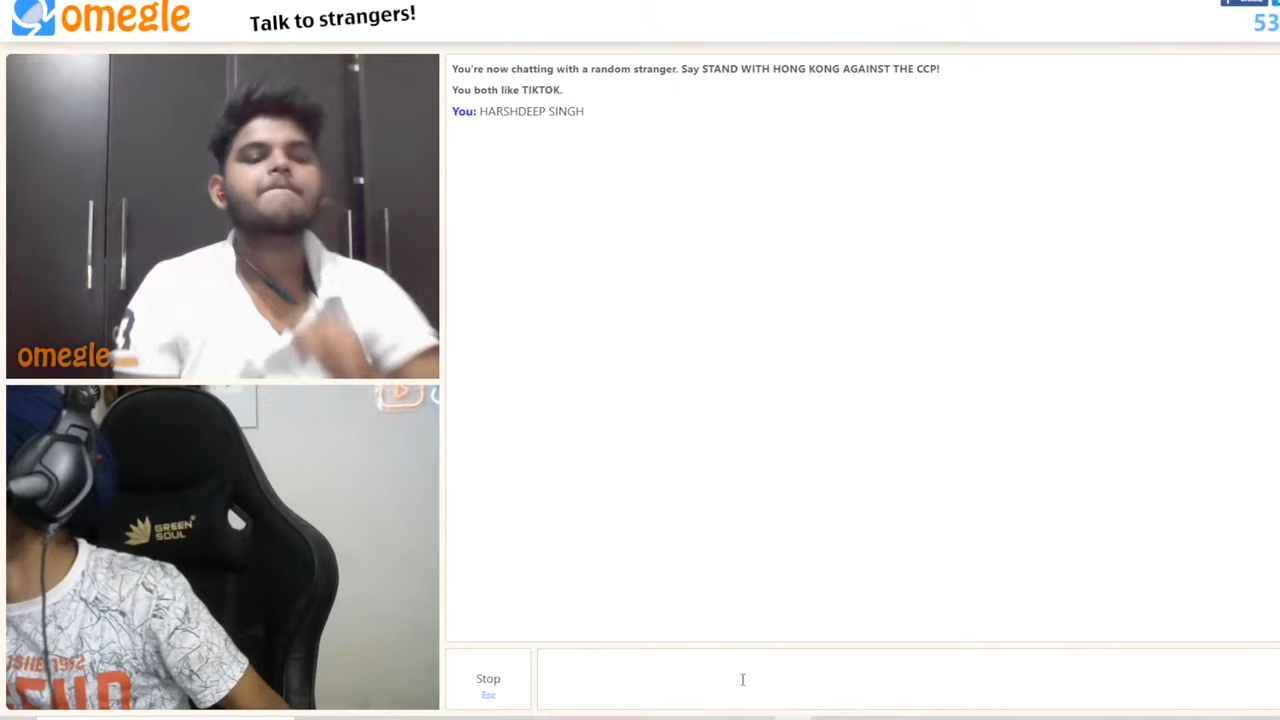 omegle
Talk to strangers!
53
You're now chatting with a random stranger. Say STAND WITH HONG KONG AGAINST THE CCP!
You both like TIKTOK.
You: HARSHDEEP SINGH
omegle
GREEN
SOUL
Stop
Esc